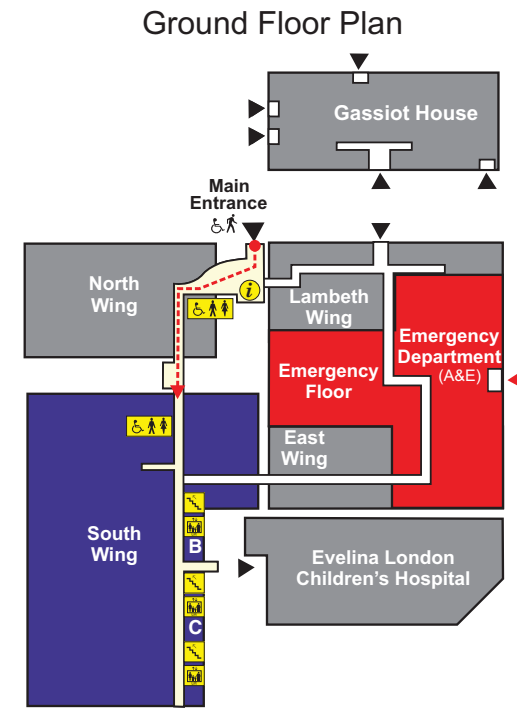 Ground Floor Plan
Gassiot House
Main
Entrance
North
Wing
i
Lambeth
Wing
Emergency
Department
(A&E)
Emergency
Floor
East
Wing
South
Wing
B
Evelina London
Children's Hospital
C